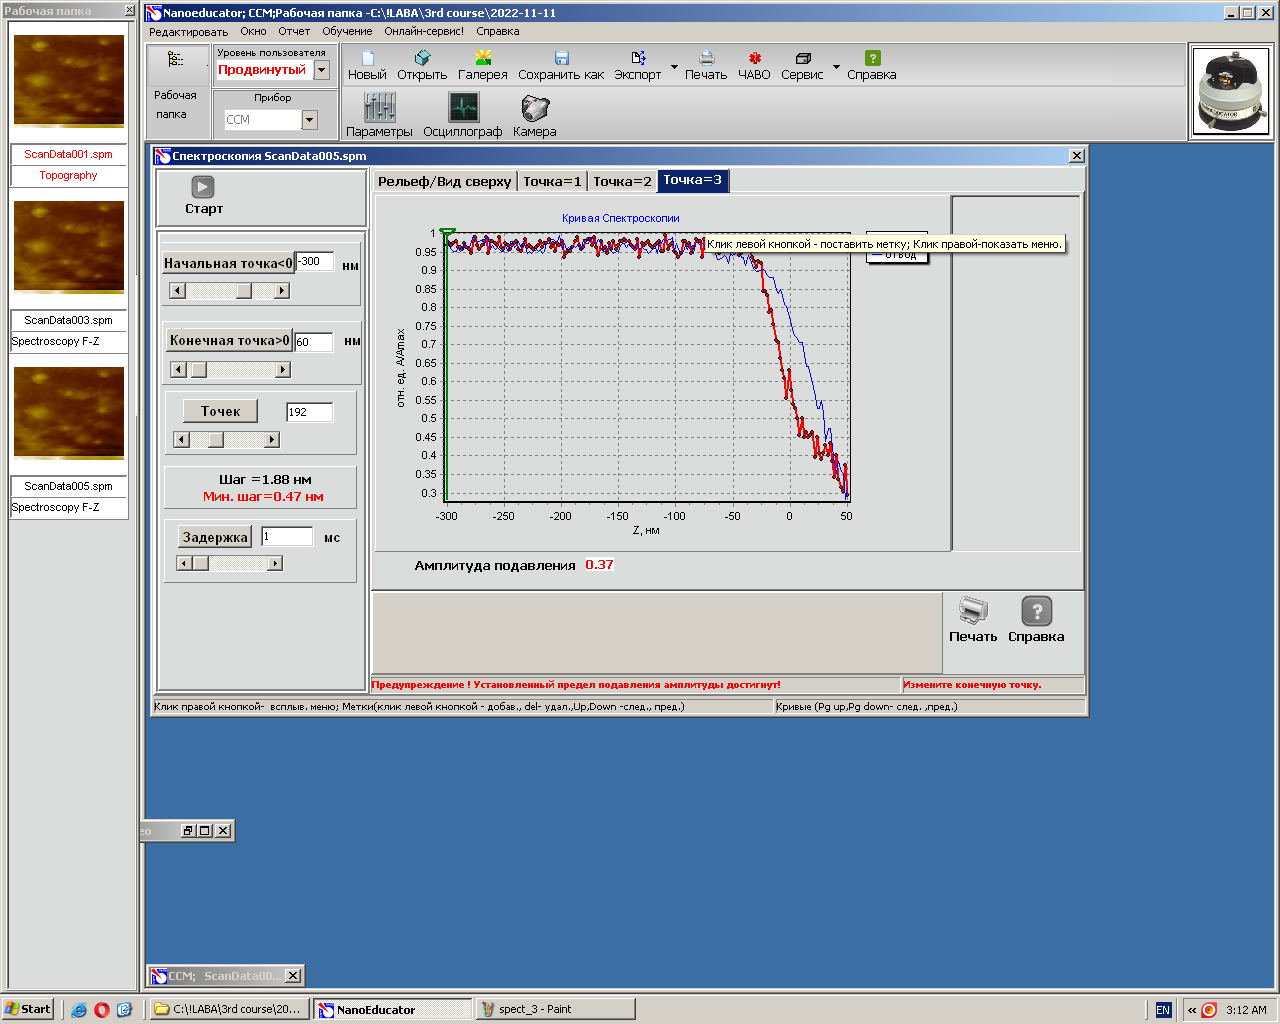 Рабочая папка
ScanData001.spm
Topography
ScanData003.spm
Spectroscopy F-Z
ScanData005.spm
Spectroscopy F-Z
Nanoeducator; ССМ;Рабочая папка -C:\!LABA\3rd course\2022-11-11
Редактировать Окно Отчет Обучение Онлайн-сервис! Справка
Рабочая
папка
Уровень пользователя
Продвинутый
Прибор
ССМ
Новый Открыть Галерея Сохранить как Экспорт Печать ЧАВО Сервис Справка
Параметры Осциллограф Камера
Спектроскопия ScanData005.spm
Старт
Начальная точка<0 -300 нм
Конечная точка>0 60 нм
Точек 192
Шаг =1.88 нм
Мин. шаг=0.47 нм
Задержка 1 мс
Рельеф/Вид сверху Точка=1 Точка=2 Точка=3
Кривая Спектроскопии
Клик левой кнопкой - поставить метку; Клик правой-показать меню.
отвод
отн. ед. A/Amax
1
0.95
0.9
0.85
0.8
0.75
0.7
0.65
0.6
0.55
0.5
0.45
0.4
0.35
0.3
-300 -250 -200 -150 -100 -50 0 50
Z, нм
Амплитуда подавления 0.37
Печать Справка
Предупреждение ! Установленный предел подавления амплитуды достигнут! Измените конечную точку.
Клик правой кнопкой- всплыв. меню; Метки(клик левой кнопкой - добав., del- удал.,Up,Down -след., пред.) Кривые (Pg up,Pg down- след. ,пред.)
ео
ССМ; ScanData00...
Start C:\!LABA\3rd course\20... NanoEducator spect_3 - Paint EN « 3:12 AM